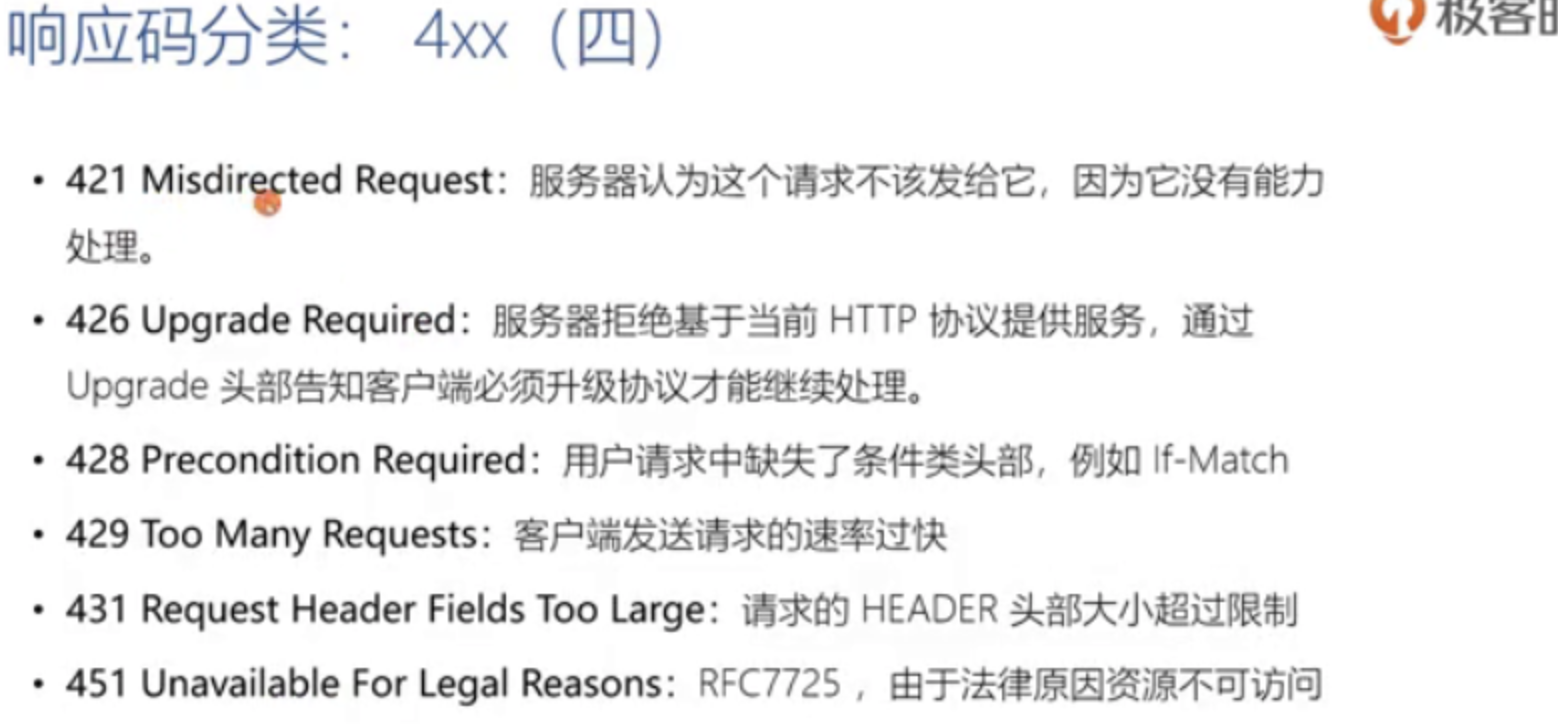 响应码分类： 4xx（四）
极客
• 421 Misdirected Request：服务器认为这个请求不该发给它，因为它没有能力
处理。
• 426 Upgrade Required：服务器拒绝基于当前 HTTP 协议提供服务，通过
Upgrade 头部告知客户端必须升级协议才能继续处理。
• 428 Precondition Required：用户请求中缺失了条件类头部，例如 If-Match
• 429 Too Many Requests：客户端发送请求的速率过快
• 431 Request Header Fields Too Large：请求的 HEADER 头部大小超过限制
• 451 Unavailable For Legal Reasons：RFC7725 ，由于法律原因资源不可访问